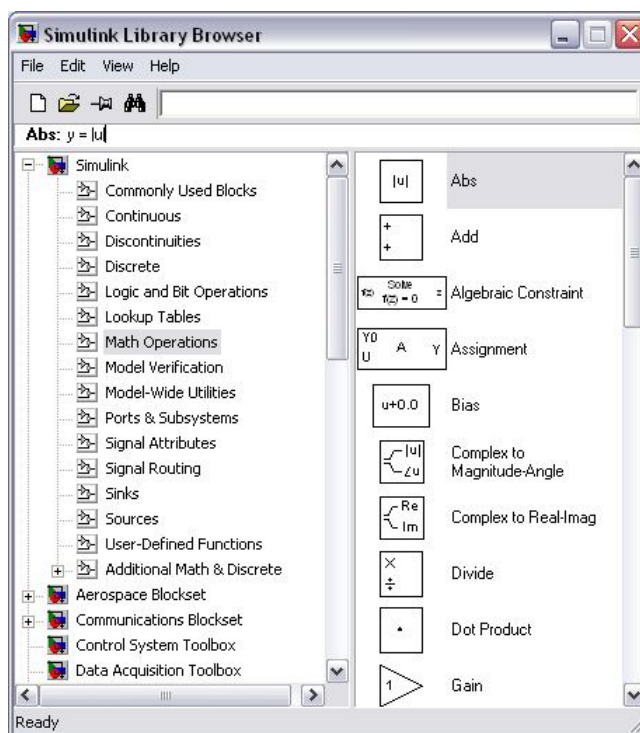 Simulink Library Browser
File Edit View Help
Abs: y = |u|
Simulink
Commonly Used Blocks
Continuous
Discontinuities
Discrete
Logic and Bit Operations
Lookup Tables
Math Operations
Model Verification
Model-Wide Utilities
Ports & Subsystems
Signal Attributes
Signal Routing
Sinks
Sources
User-Defined Functions
Additional Math & Discrete
Aerospace Blockset
Communications Blockset
Control System Toolbox
Data Acquisition Toolbox
|u| Abs
+
+
Add
Solve
f(z) f(z) = 0 z Algebraic Constraint
Y0
U A Y Assignment
u+0.0 Bias
|u|
∠u
Complex to
Magnitude-Angle
Re
Im
Complex to Real-Imag
×
÷
Divide
Dot Product
1 Gain
Ready